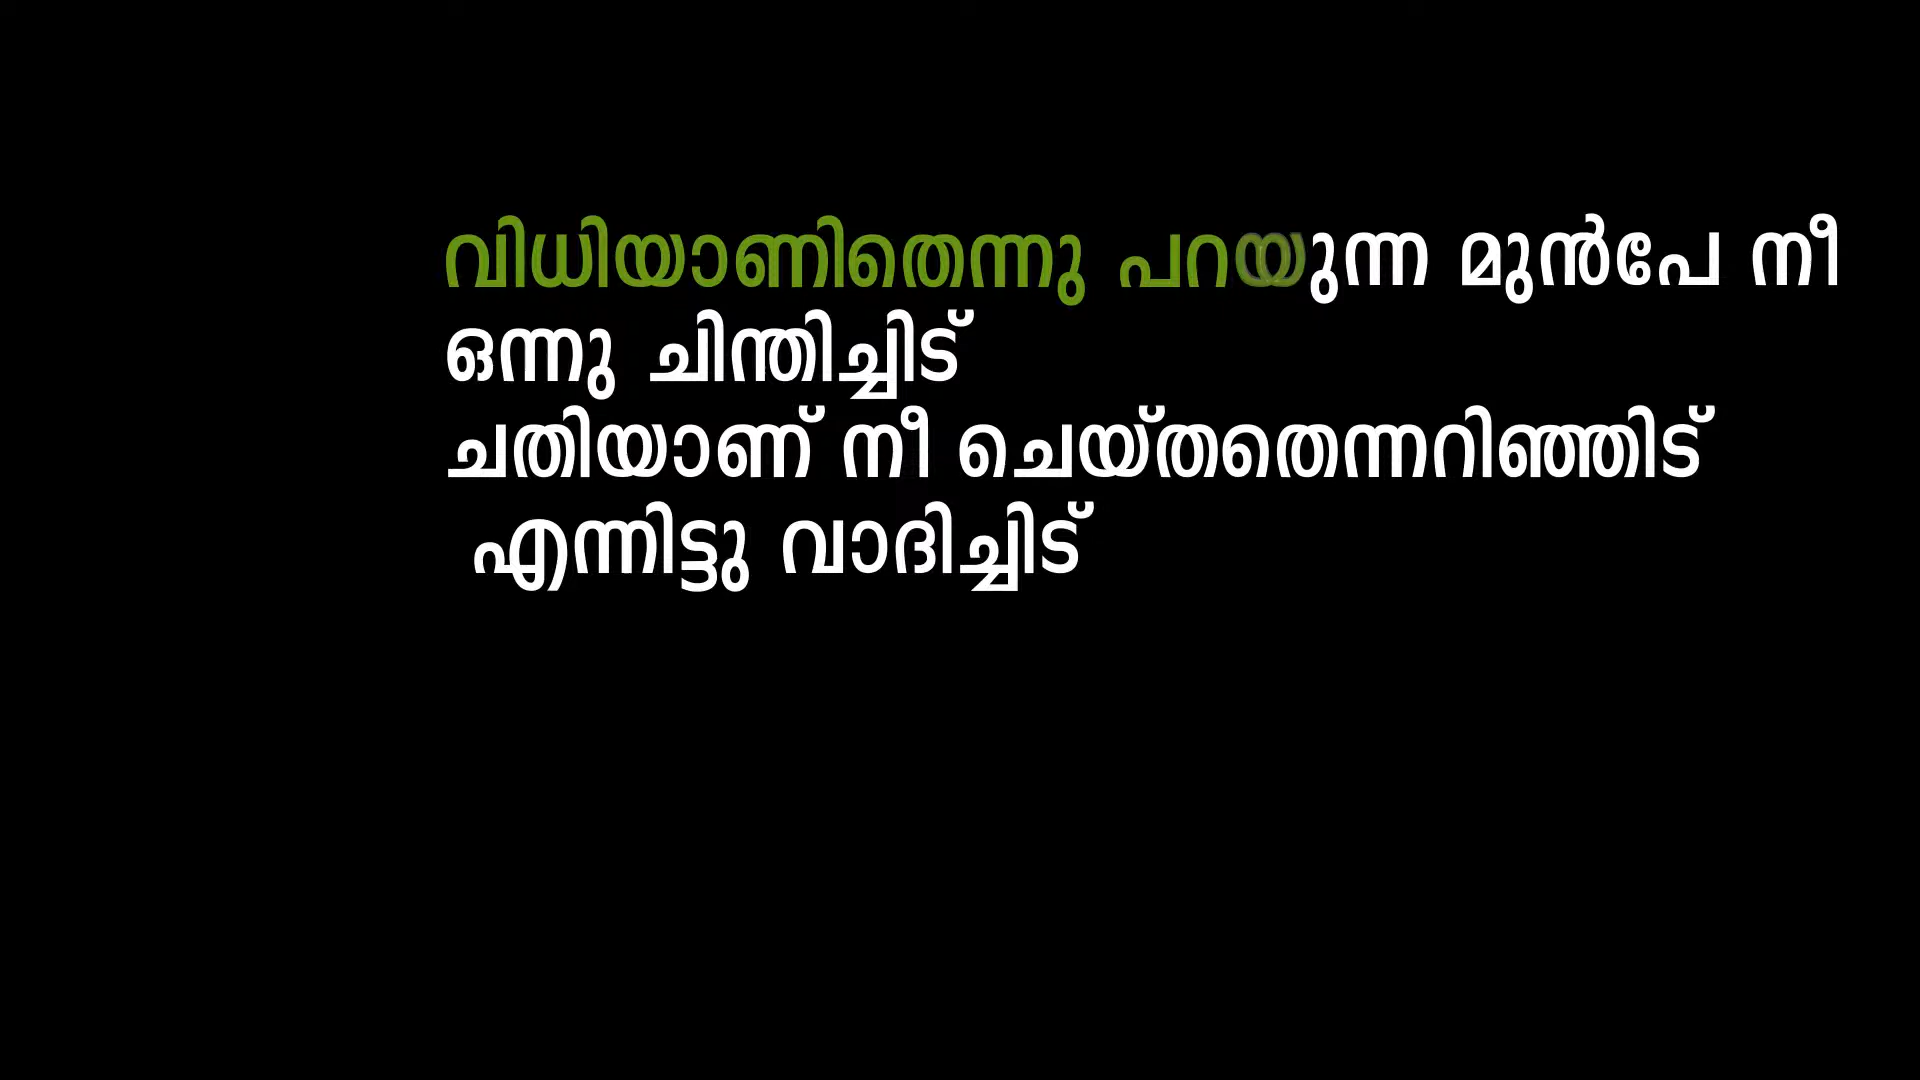 വിധിയാണിതെന്നു പറയുന്ന മുൻപേ നീ
ഒന്നു ചിന്തിച്ചിട്
ചതിയാണ് നീ ചെയ്തതെന്നറിഞ്ഞിട്
എന്നിട്ടു വാദിച്ചിട്